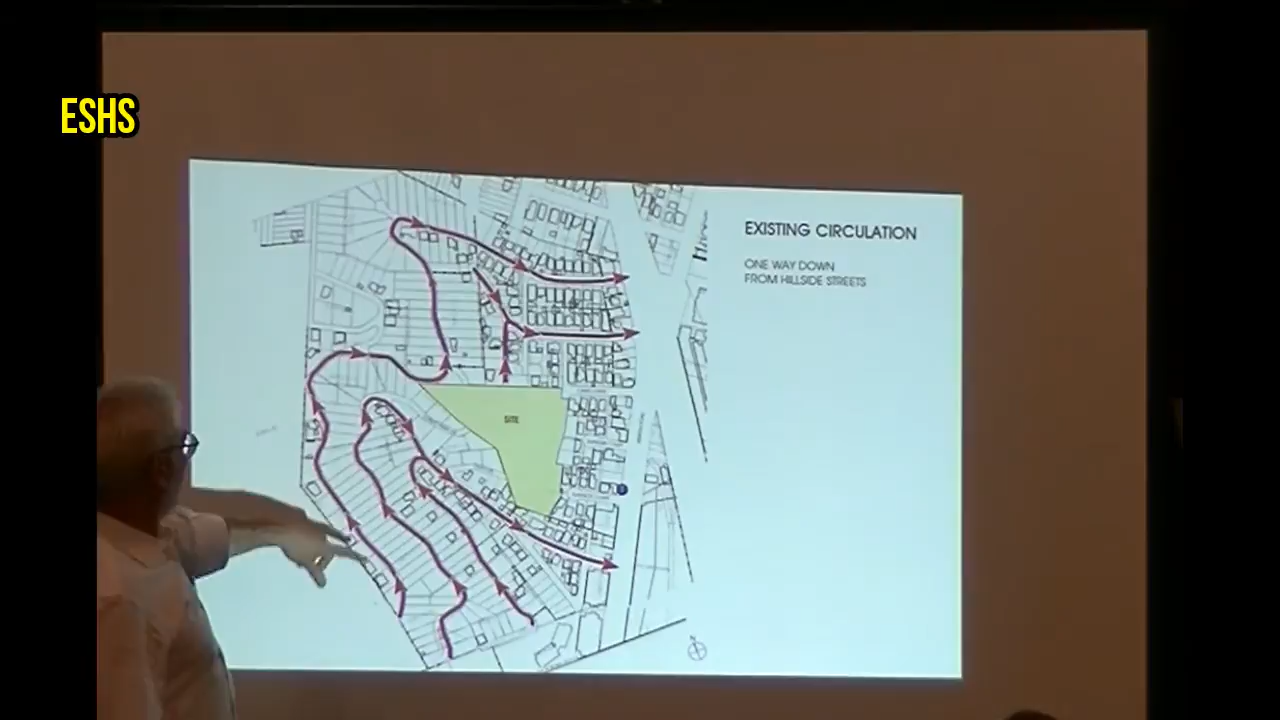 ESHS
EXISTING CIRCULATION
ONE WAY DOWN
FROM HILLSIDE STREETS
SITE
N